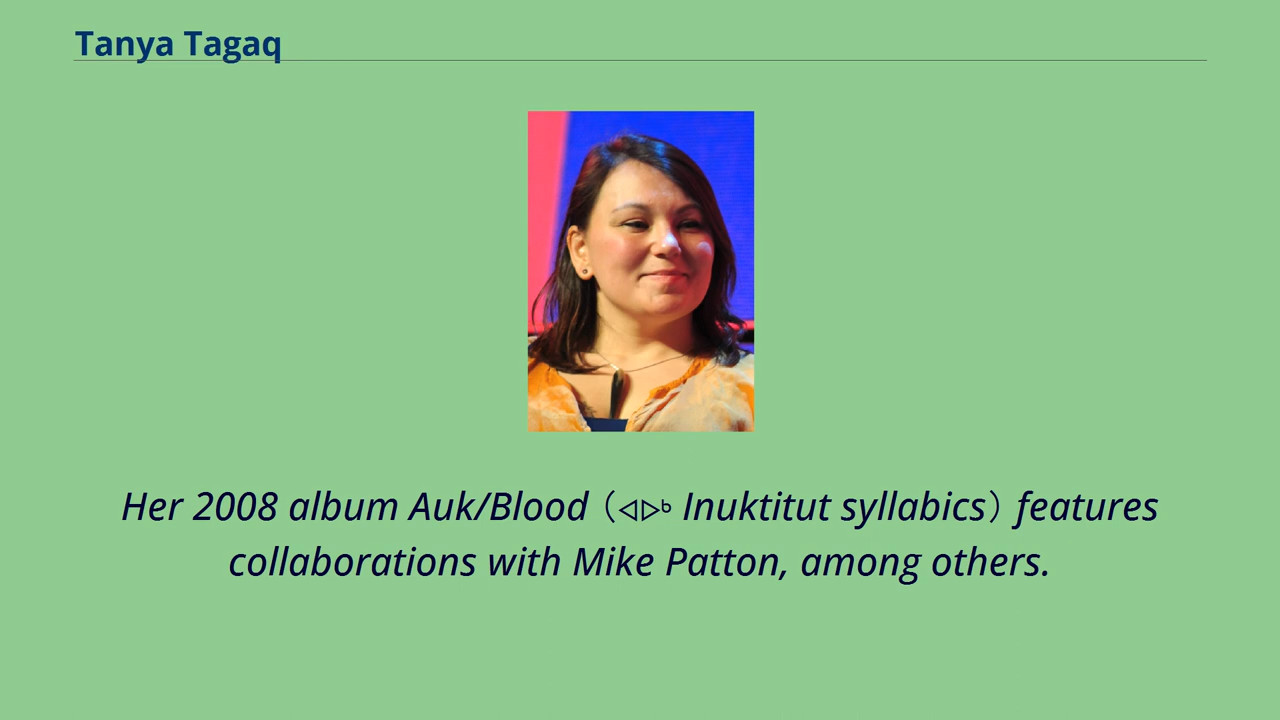 Tanya Tagaq
Her 2008 album Auk/Blood (ᐊᐅᒃ Inuktitut syllabics) features
collaborations with Mike Patton, among others.